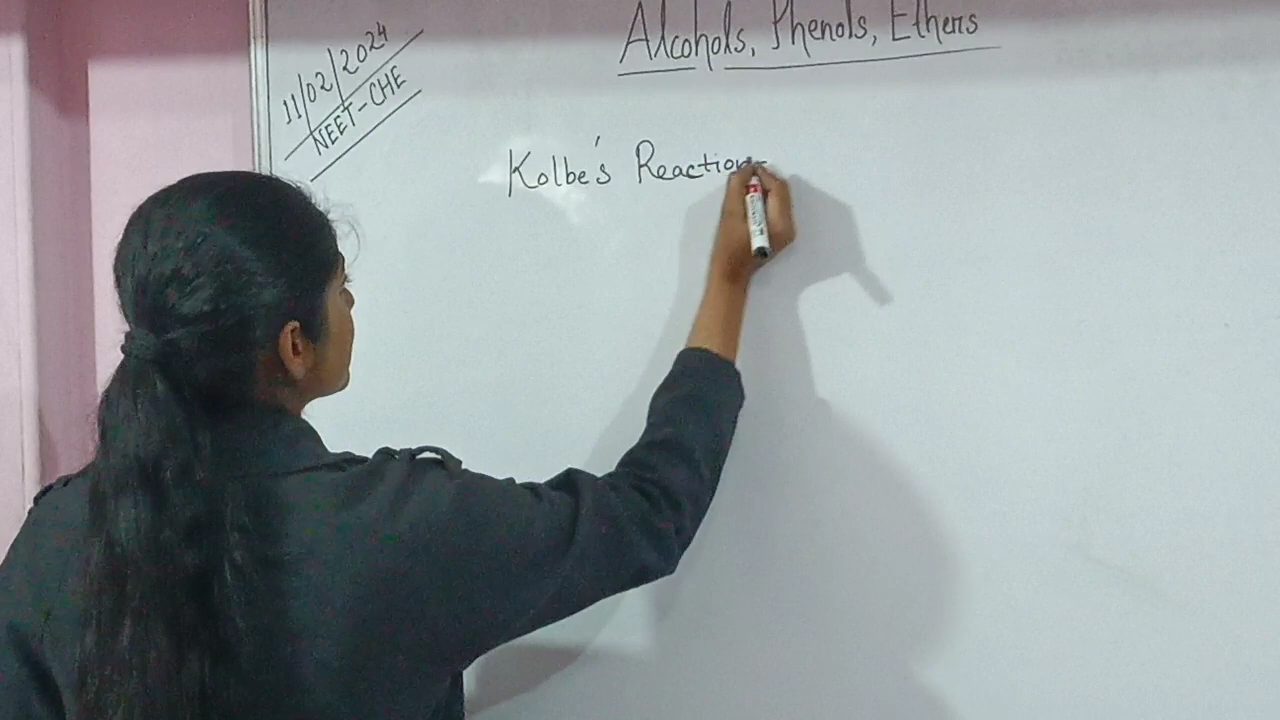 11/02/2024
NEET-CHE
Alcohols, Phenols, Ethers
Kolbe's Reaction